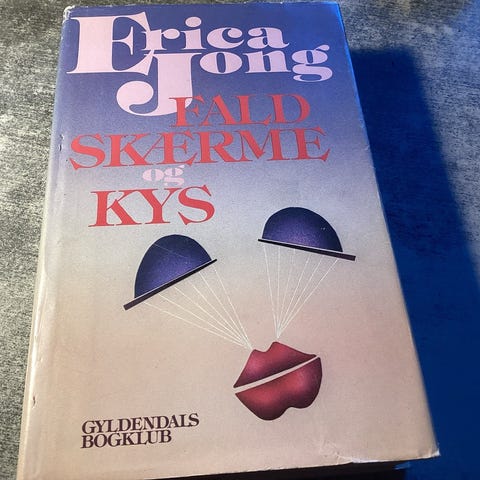 Erica
Jong
FALD
SKÆRME
og
KYS
GYLDENDALS
BOGKLUB